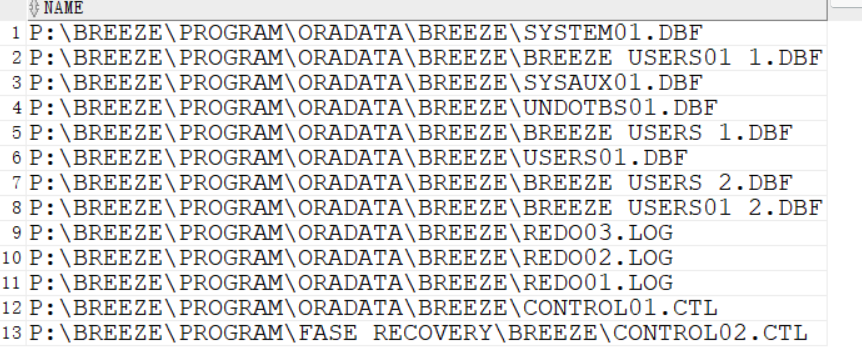 NAME
1 P:\BREEZE\PROGRAM\ORADATA\BREEZE\SYSTEM01.DBF
2 P:\BREEZE\PROGRAM\ORADATA\BREEZE\BREEZE USERS01 1.DBF
3 P:\BREEZE\PROGRAM\ORADATA\BREEZE\SYSAUX01.DBF
4 P:\BREEZE\PROGRAM\ORADATA\BREEZE\UNDOTBS01.DBF
5 P:\BREEZE\PROGRAM\ORADATA\BREEZE\BREEZE USERS 1.DBF
6 P:\BREEZE\PROGRAM\ORADATA\BREEZE\USERS01.DBF
7 P:\BREEZE\PROGRAM\ORADATA\BREEZE\BREEZE USERS 2.DBF
8 P:\BREEZE\PROGRAM\ORADATA\BREEZE\BREEZE USERS01 2.DBF
9 P:\BREEZE\PROGRAM\ORADATA\BREEZE\REDO03.LOG
10 P:\BREEZE\PROGRAM\ORADATA\BREEZE\REDO02.LOG
11 P:\BREEZE\PROGRAM\ORADATA\BREEZE\REDO01.LOG
12 P:\BREEZE\PROGRAM\ORADATA\BREEZE\CONTROL01.CTL
13 P:\BREEZE\PROGRAM\FASE RECOVERY\BREEZE\CONTROL02.CTL